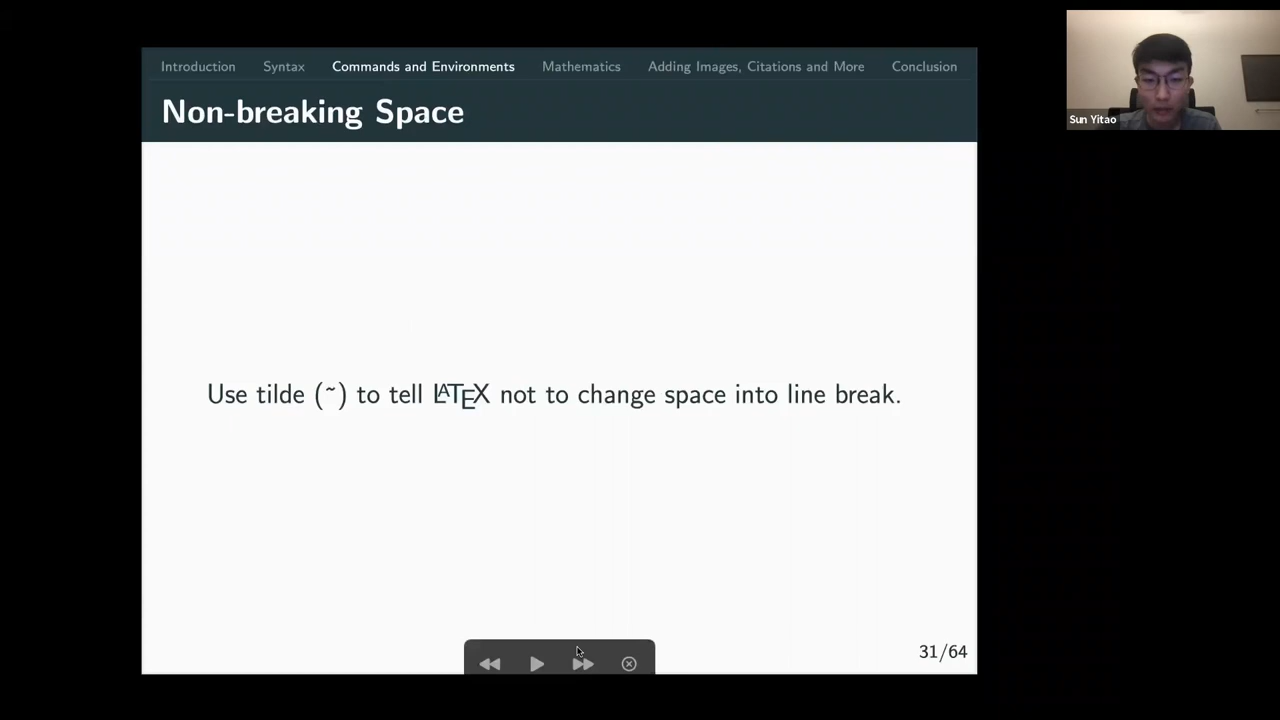 Introduction Syntax Commands and Environments Mathematics Adding Images, Citations and More Conclusion
Non-breaking Space
Sun Yitao
Use tilde (~) to tell LATEX not to change space into line break.
31/64